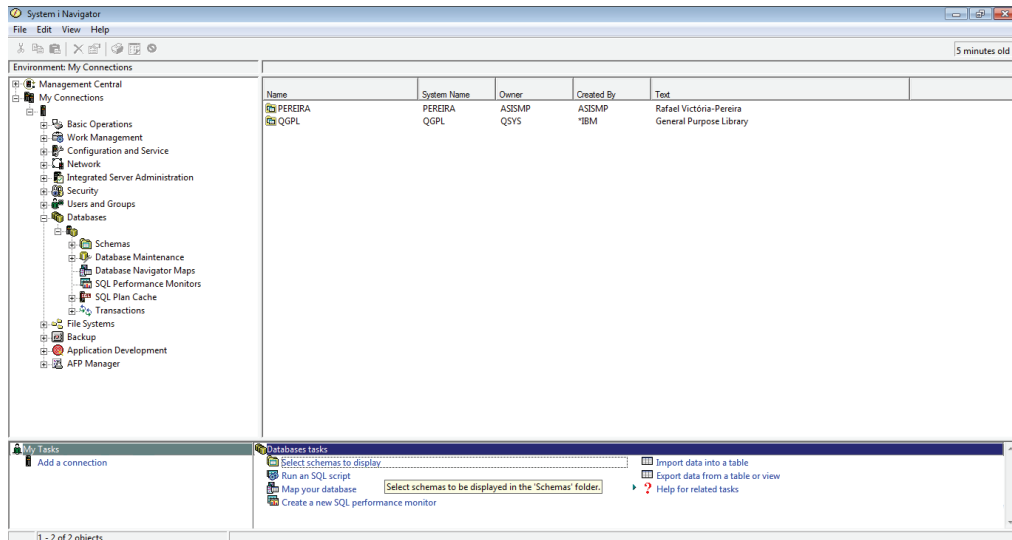 System i Navigator
File Edit View Help
5 minutes old
Environment: My Connections
Management Central
My Connections
Basic Operations
Work Management
Configuration and Service
Network
Integrated Server Administration
Security
Users and Groups
Databases
Schemas
Database Maintenance
Database Navigator Maps
SQL Performance Monitors
SQL Plan Cache
Transactions
File Systems
Backup
Application Development
AFP Manager
Name System Name Owner Created By Text
PEREIRA PEREIRA ASISMP ASISMP Rafael Victória-Pereira
QGPL QGPL QSYS *IBM General Purpose Library
My Tasks
Add a connection
Databases tasks
Select schemas to display
Run an SQL script
Map your database
Select schemas to be displayed in the 'Schemas' folder.
Create a new SQL performance monitor
Import data into a table
Export data from a table or view
? Help for related tasks
1 - 2 of 2 objects